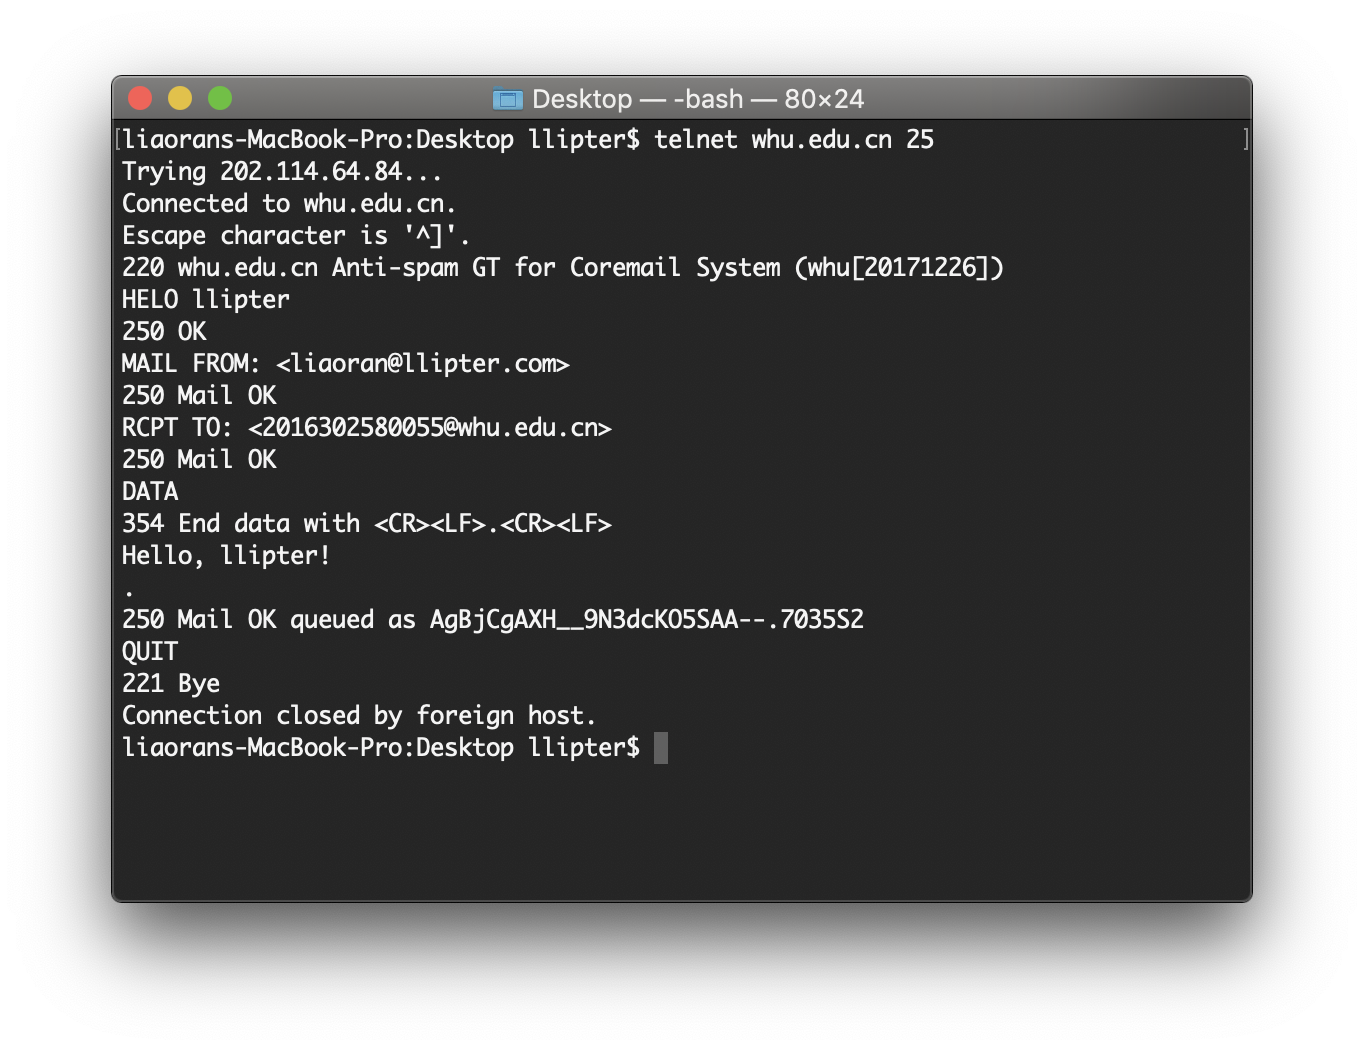 Desktop — -bash — 80×24
[liaorans-MacBook-Pro:Desktop llipter$ telnet whu.edu.cn 25 ]
Trying 202.114.64.84...
Connected to whu.edu.cn.
Escape character is '^]'.
220 whu.edu.cn Anti-spam GT for Coremail System (whu[20171226])
HELO llipter
250 OK
MAIL FROM: <liaoran@llipter.com>
250 Mail OK
RCPT TO: <2016302580055@whu.edu.cn>
250 Mail OK
DATA
354 End data with <CR><LF>.<CR><LF>
Hello, llipter!
.
250 Mail OK queued as AgBjCgAXH__9N3dcKO5SAA--.7035S2
QUIT
221 Bye
Connection closed by foreign host.
liaorans-MacBook-Pro:Desktop llipter$